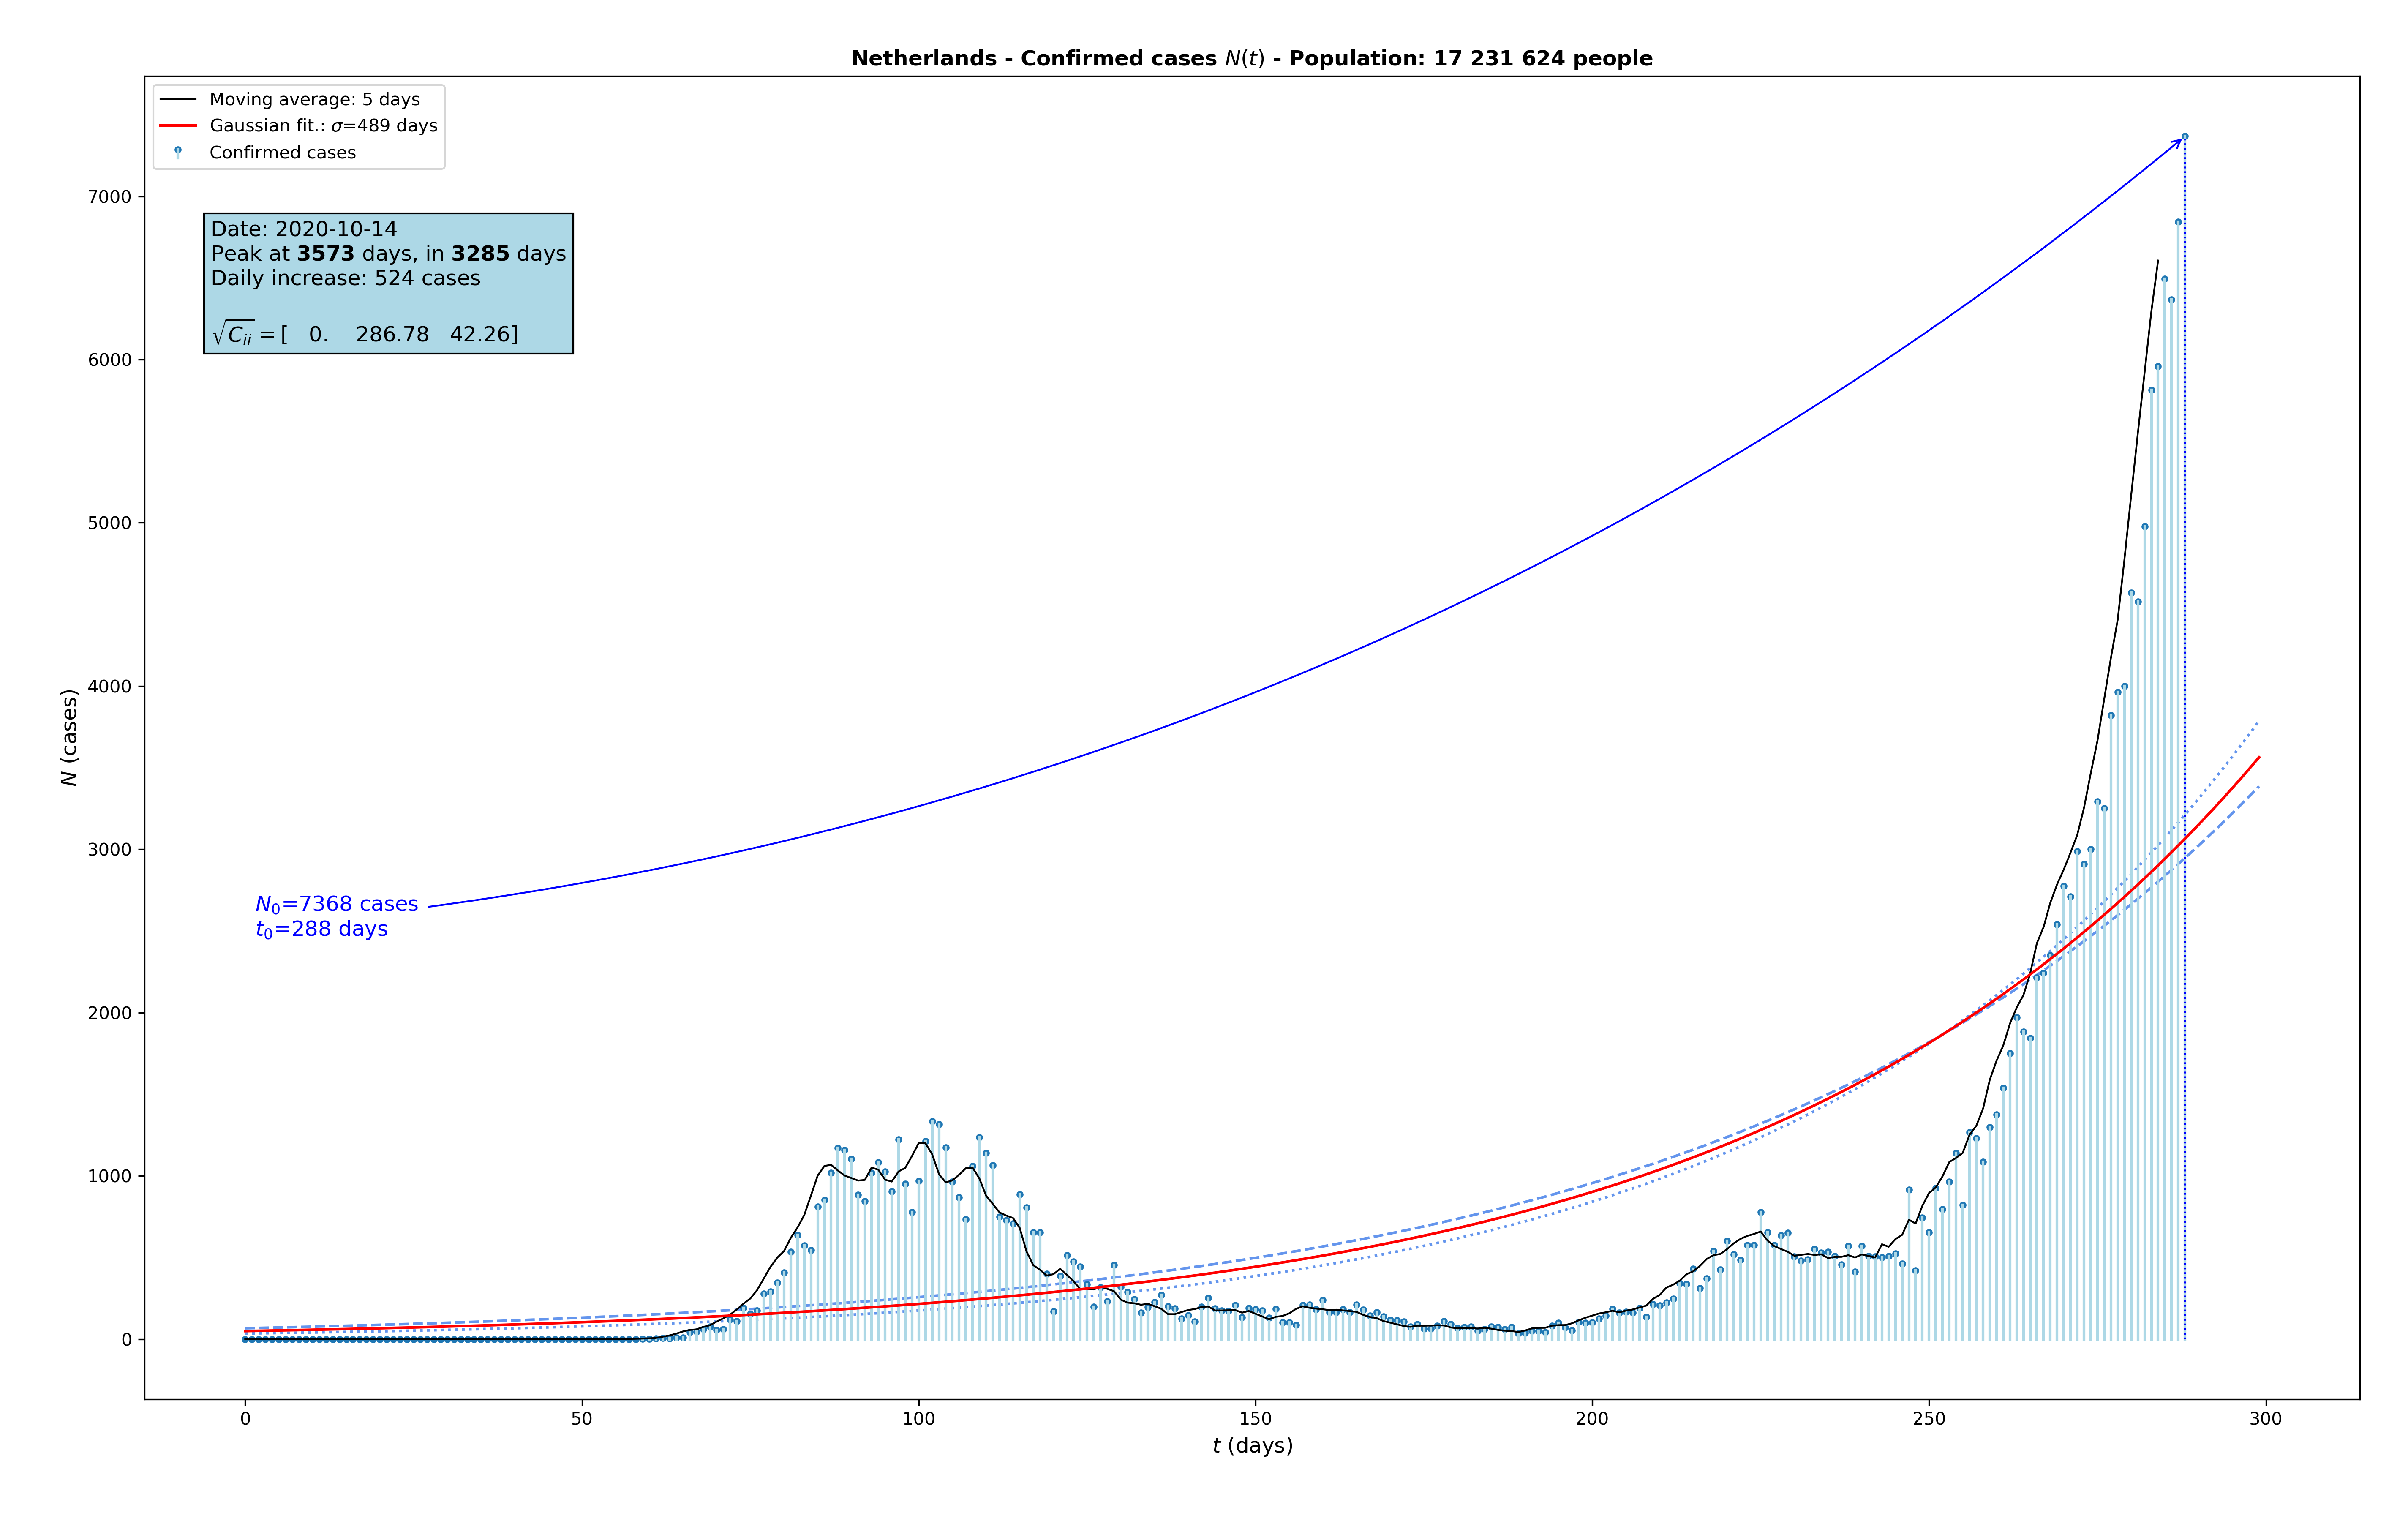 Netherlands - Confirmed cases N(t) - Population: 17 231 624 people
Moving average: 5 days
Gaussian fit.: σ=489 days
Confirmed cases
Date: 2020-10-14
Peak at 3573 days, in 3285 days
Daily increase: 524 cases
√C_ii = [ 0. 286.78 42.26]
N_0=7368 cases
t_0=288 days
N (cases)
7000
6000
5000
4000
3000
2000
1000
0
0 50 100 150 200 250 300
t (days)